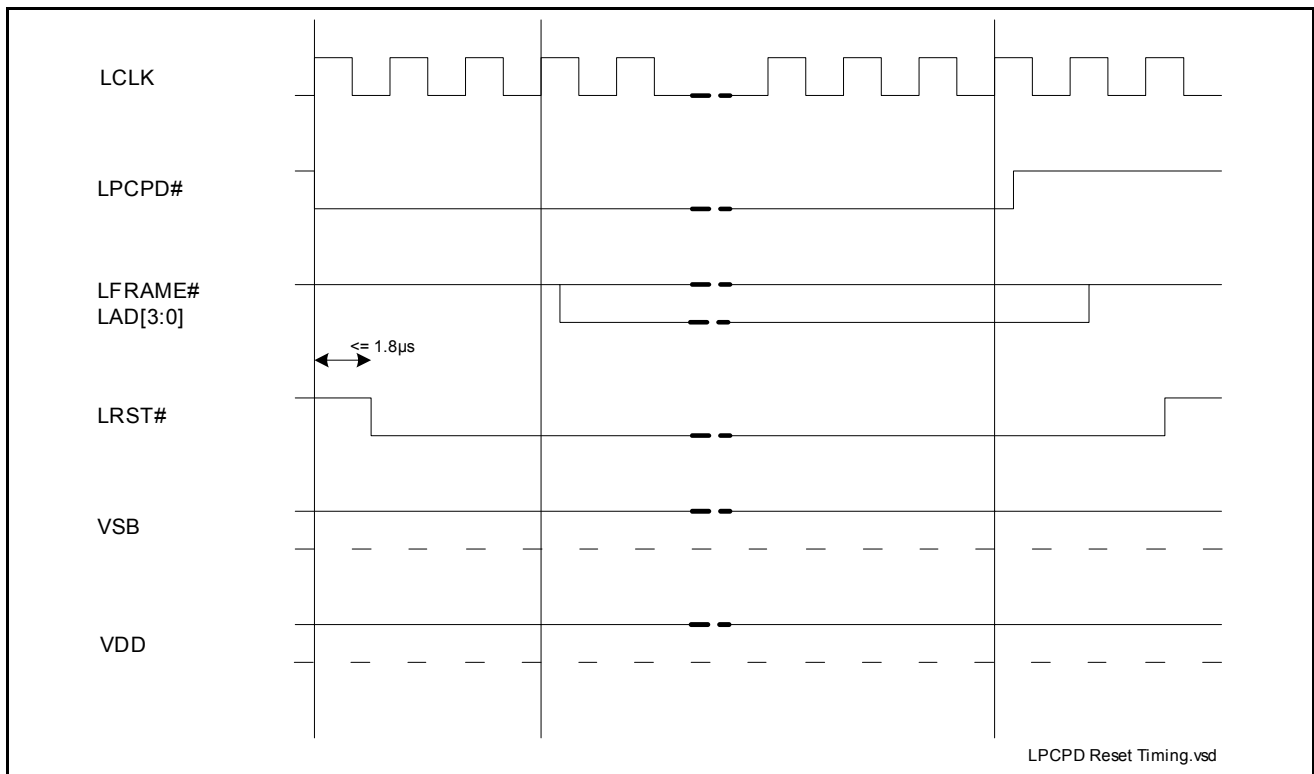 LCLK
LPCPD#
LFRAME#
LAD[3:0]
<= 1.8µs
LRST#
VSB
VDD
LPCPD Reset Timing.vsd